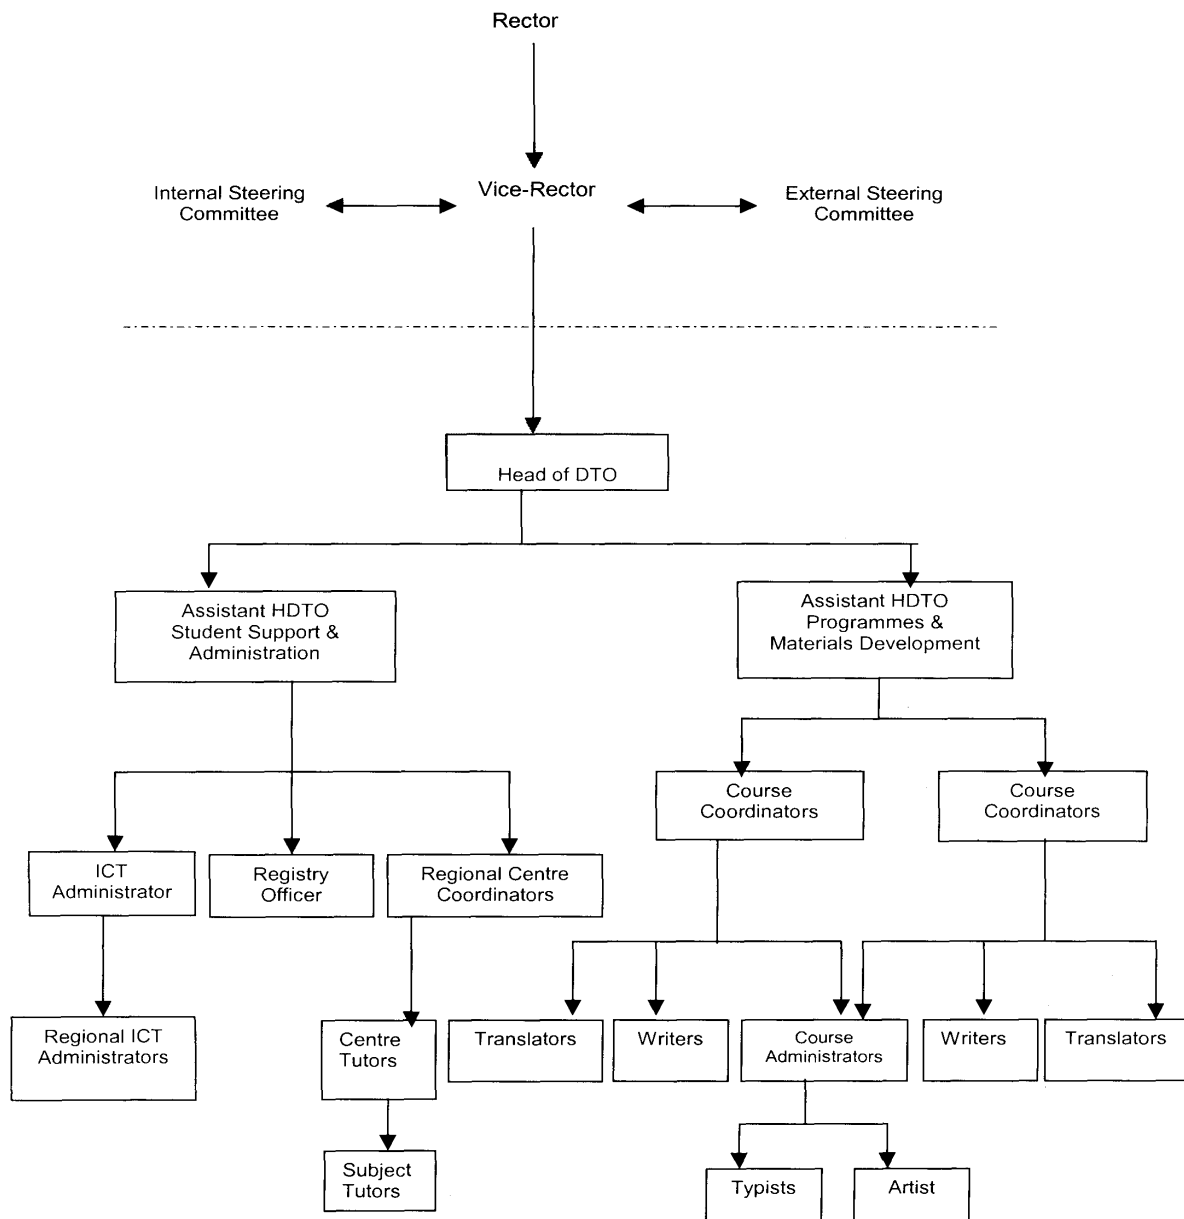 Rector
Vice-Rector
Internal Steering
Committee
External Steering
Committee
Head of DTO
Assistant HDTO
Student Support &
Administration
Assistant HDTO
Programmes &
Materials Development
Course
Coordinators
Course
Coordinators
ICT
Administrator
Registry
Officer
Regional Centre
Coordinators
Regional ICT
Administrators
Centre
Tutors
Translators
Writers
Course
Administrators
Writers
Translators
Subject
Tutors
Typists
Artist